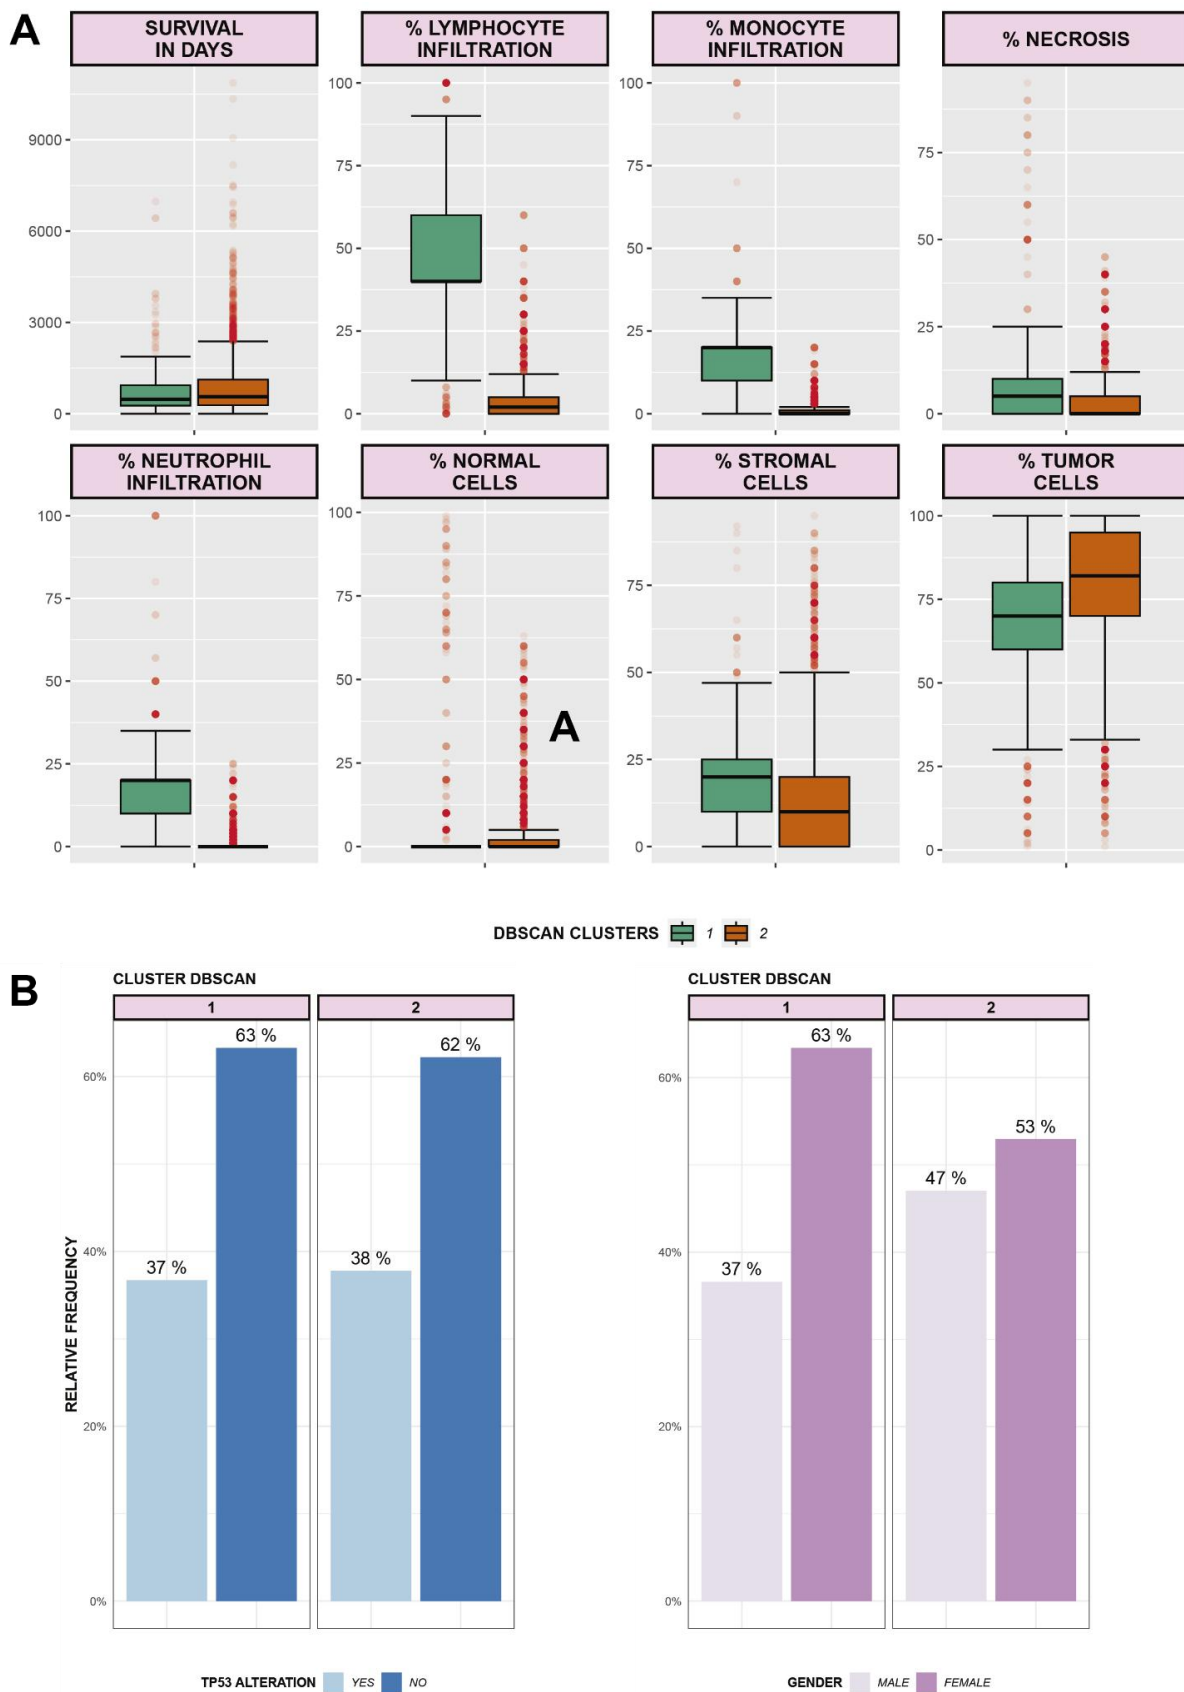 A
SURVIVAL
IN DAYS
% LYMPHOCYTE
INFILTRATION
% MONOCYTE
INFILTRATION
% NECROSIS
9000
6000
3000
0
100
75
50
25
0
100
75
50
25
0
75
50
25
0
% NEUTROPHIL
INFILTRATION
% NORMAL
CELLS
% STROMAL
CELLS
% TUMOR
CELLS
100
75
50
25
0
100
75
50
25
0
A
75
50
25
0
100
75
50
25
0
DBSCAN CLUSTERS 1 2
B
CLUSTER DBSCAN
1 2
63 %
62 %
37 %
38 %
60%
40%
20%
0%
RELATIVE FREQUENCY
TP53 ALTERATION YES NO
CLUSTER DBSCAN
1 2
63 %
53 %
47 %
37 %
60%
40%
20%
0%
GENDER MALE FEMALE